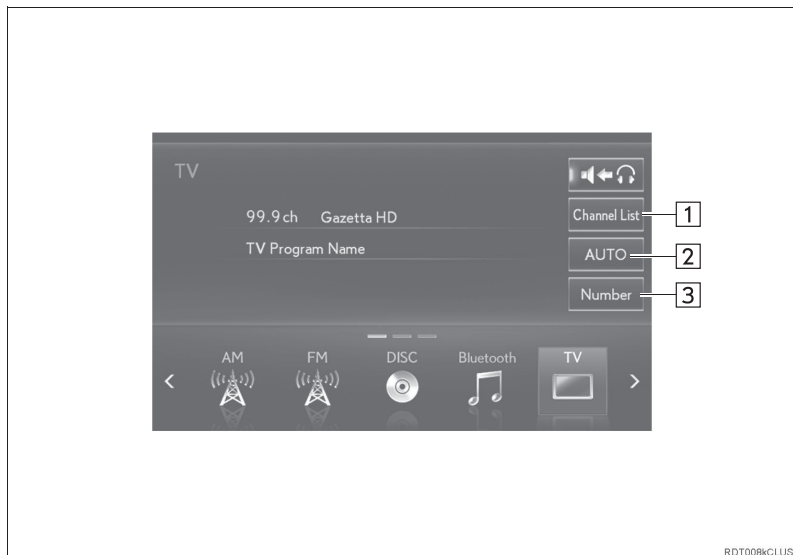 TV
99.9 ch Gazetta HD
TV Program Name
Channel List
1
AUTO
2
Number
3
AM
FM
DISC
Bluetooth
TV
RDT008kCLUS